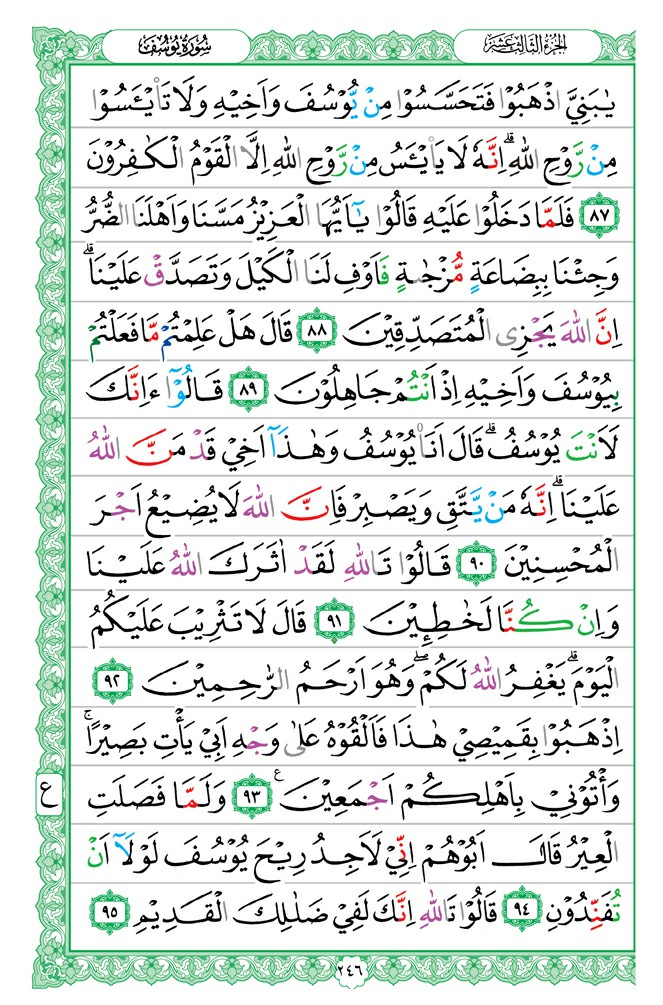 الجزء الثالث عشر
سورة يوسف
يٰبَنِيَّ اذْهَبُوْا فَتَحَسَّسُوْا مِنْ يُّوْسُفَ وَاَخِيْهِ وَلَا تَا۟يْـَٔسُوْا
مِنْ رَّوْحِ اللّٰهِ ۗاِنَّهٗ لَا يَا۟يْـَٔسُ مِنْ رَّوْحِ اللّٰهِ اِلَّا الْقَوْمُ الْكٰفِرُوْنَ
٨٧ فَلَمَّا دَخَلُوْا عَلَيْهِ قَالُوْا يٰٓاَيُّهَا الْعَزِيْزُ مَسَّنَا وَاَهْلَنَا الضُّرُّ
وَجِئْنَا بِبِضَاعَةٍ مُّزْجٰىةٍ فَاَوْفِ لَنَا الْكَيْلَ وَتَصَدَّقْ عَلَيْنَا ۗ
اِنَّ اللّٰهَ يَجْزِى الْمُتَصَدِّقِيْنَ ٨٨ قَالَ هَلْ عَلِمْتُمْ مَّا فَعَلْتُمْ
بِيُوْسُفَ وَاَخِيْهِ اِذْ اَنْتُمْ جَاهِلُوْنَ ٨٩ قَالُوْٓا ءَاِنَّكَ
لَاَنْتَ يُوْسُفُ ۗقَالَ اَنَا۠ يُوْسُفُ وَهٰذَآ اَخِيْ قَدْ مَنَّ اللّٰهُ
عَلَيْنَا ۗاِنَّهٗ مَنْ يَّتَّقِ وَيَصْبِرْ فَاِنَّ اللّٰهَ لَا يُضِيْعُ اَجْرَ
الْمُحْسِنِيْنَ ٩٠ قَالُوْا تَاللّٰهِ لَقَدْ اٰثَرَكَ اللّٰهُ عَلَيْنَا
وَاِنْ كُنَّا لَخٰطِـِٕيْنَ ٩١ قَالَ لَا تَثْرِيْبَ عَلَيْكُمُ
الْيَوْمَ ۗيَغْفِرُ اللّٰهُ لَكُمْ ۖوَهُوَ اَرْحَمُ الرّٰحِمِيْنَ ٩٢
اِذْهَبُوْا بِقَمِيْصِيْ هٰذَا فَاَلْقُوْهُ عَلٰى وَجْهِ اَبِيْ يَأْتِ بَصِيْرًا ۚ
وَأْتُوْنِيْ بِاَهْلِكُمْ اَجْمَعِيْنَ ࣖ ٩٣ وَلَمَّا فَصَلَتِ
ع
الْعِيْرُ قَالَ اَبُوْهُمْ اِنِّيْ لَاَجِدُ رِيْحَ يُوْسُفَ لَوْلَآ اَنْ
تُفَنِّدُوْنِ ٩٤ قَالُوْا تَاللّٰهِ اِنَّكَ لَفِيْ ضَلٰلِكَ الْقَدِيْمِ ٩٥
٢٤٦